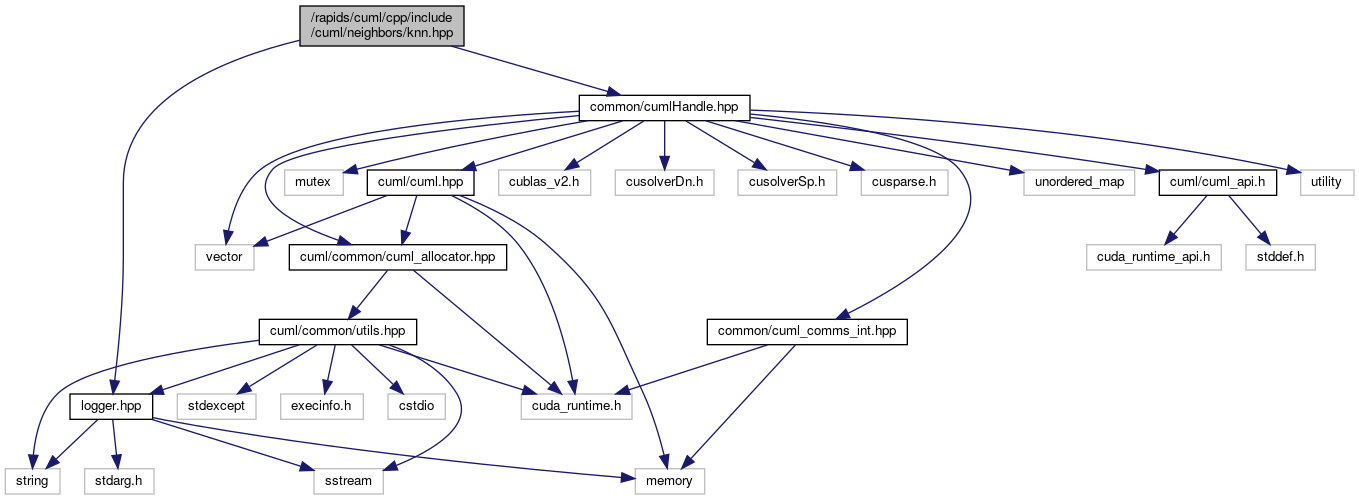 /rapids/cuml/cpp/include
/cuml/neighbors/knn.hpp
common/cumlHandle.hpp
mutex
cuml/cuml.hpp
cublas_v2.h
cusolverDn.h
cusolverSp.h
cusparse.h
unordered_map
cuml/cuml_api.h
utility
vector
cuml/common/cuml_allocator.hpp
cuda_runtime_api.h
stddef.h
cuml/common/utils.hpp
common/cuml_comms_int.hpp
logger.hpp
stdexcept
execinfo.h
cstdio
cuda_runtime.h
string
stdarg.h
sstream
memory